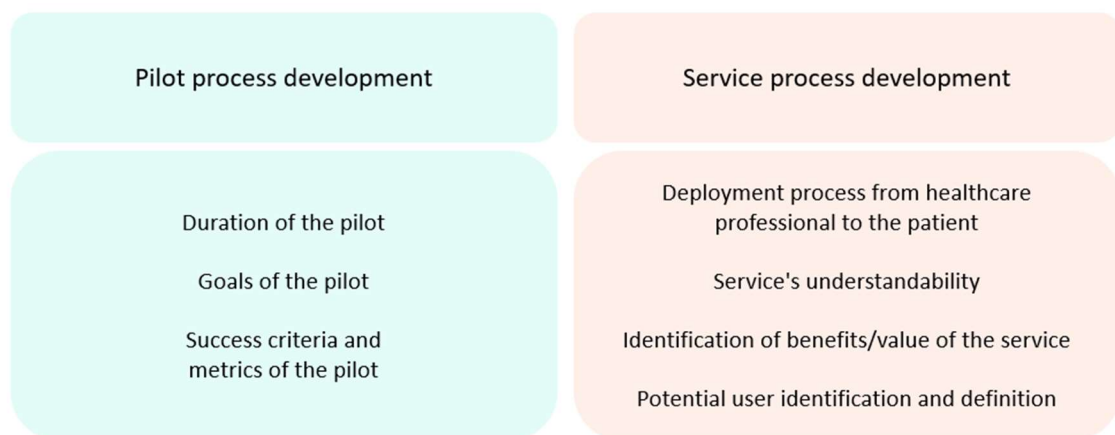 Pilot process development
Service process development
Duration of the pilot
Goals of the pilot
Success criteria and
metrics of the pilot
Deployment process from healthcare
professional to the patient
Service's understandability
Identification of benefits/value of the service
Potential user identification and definition